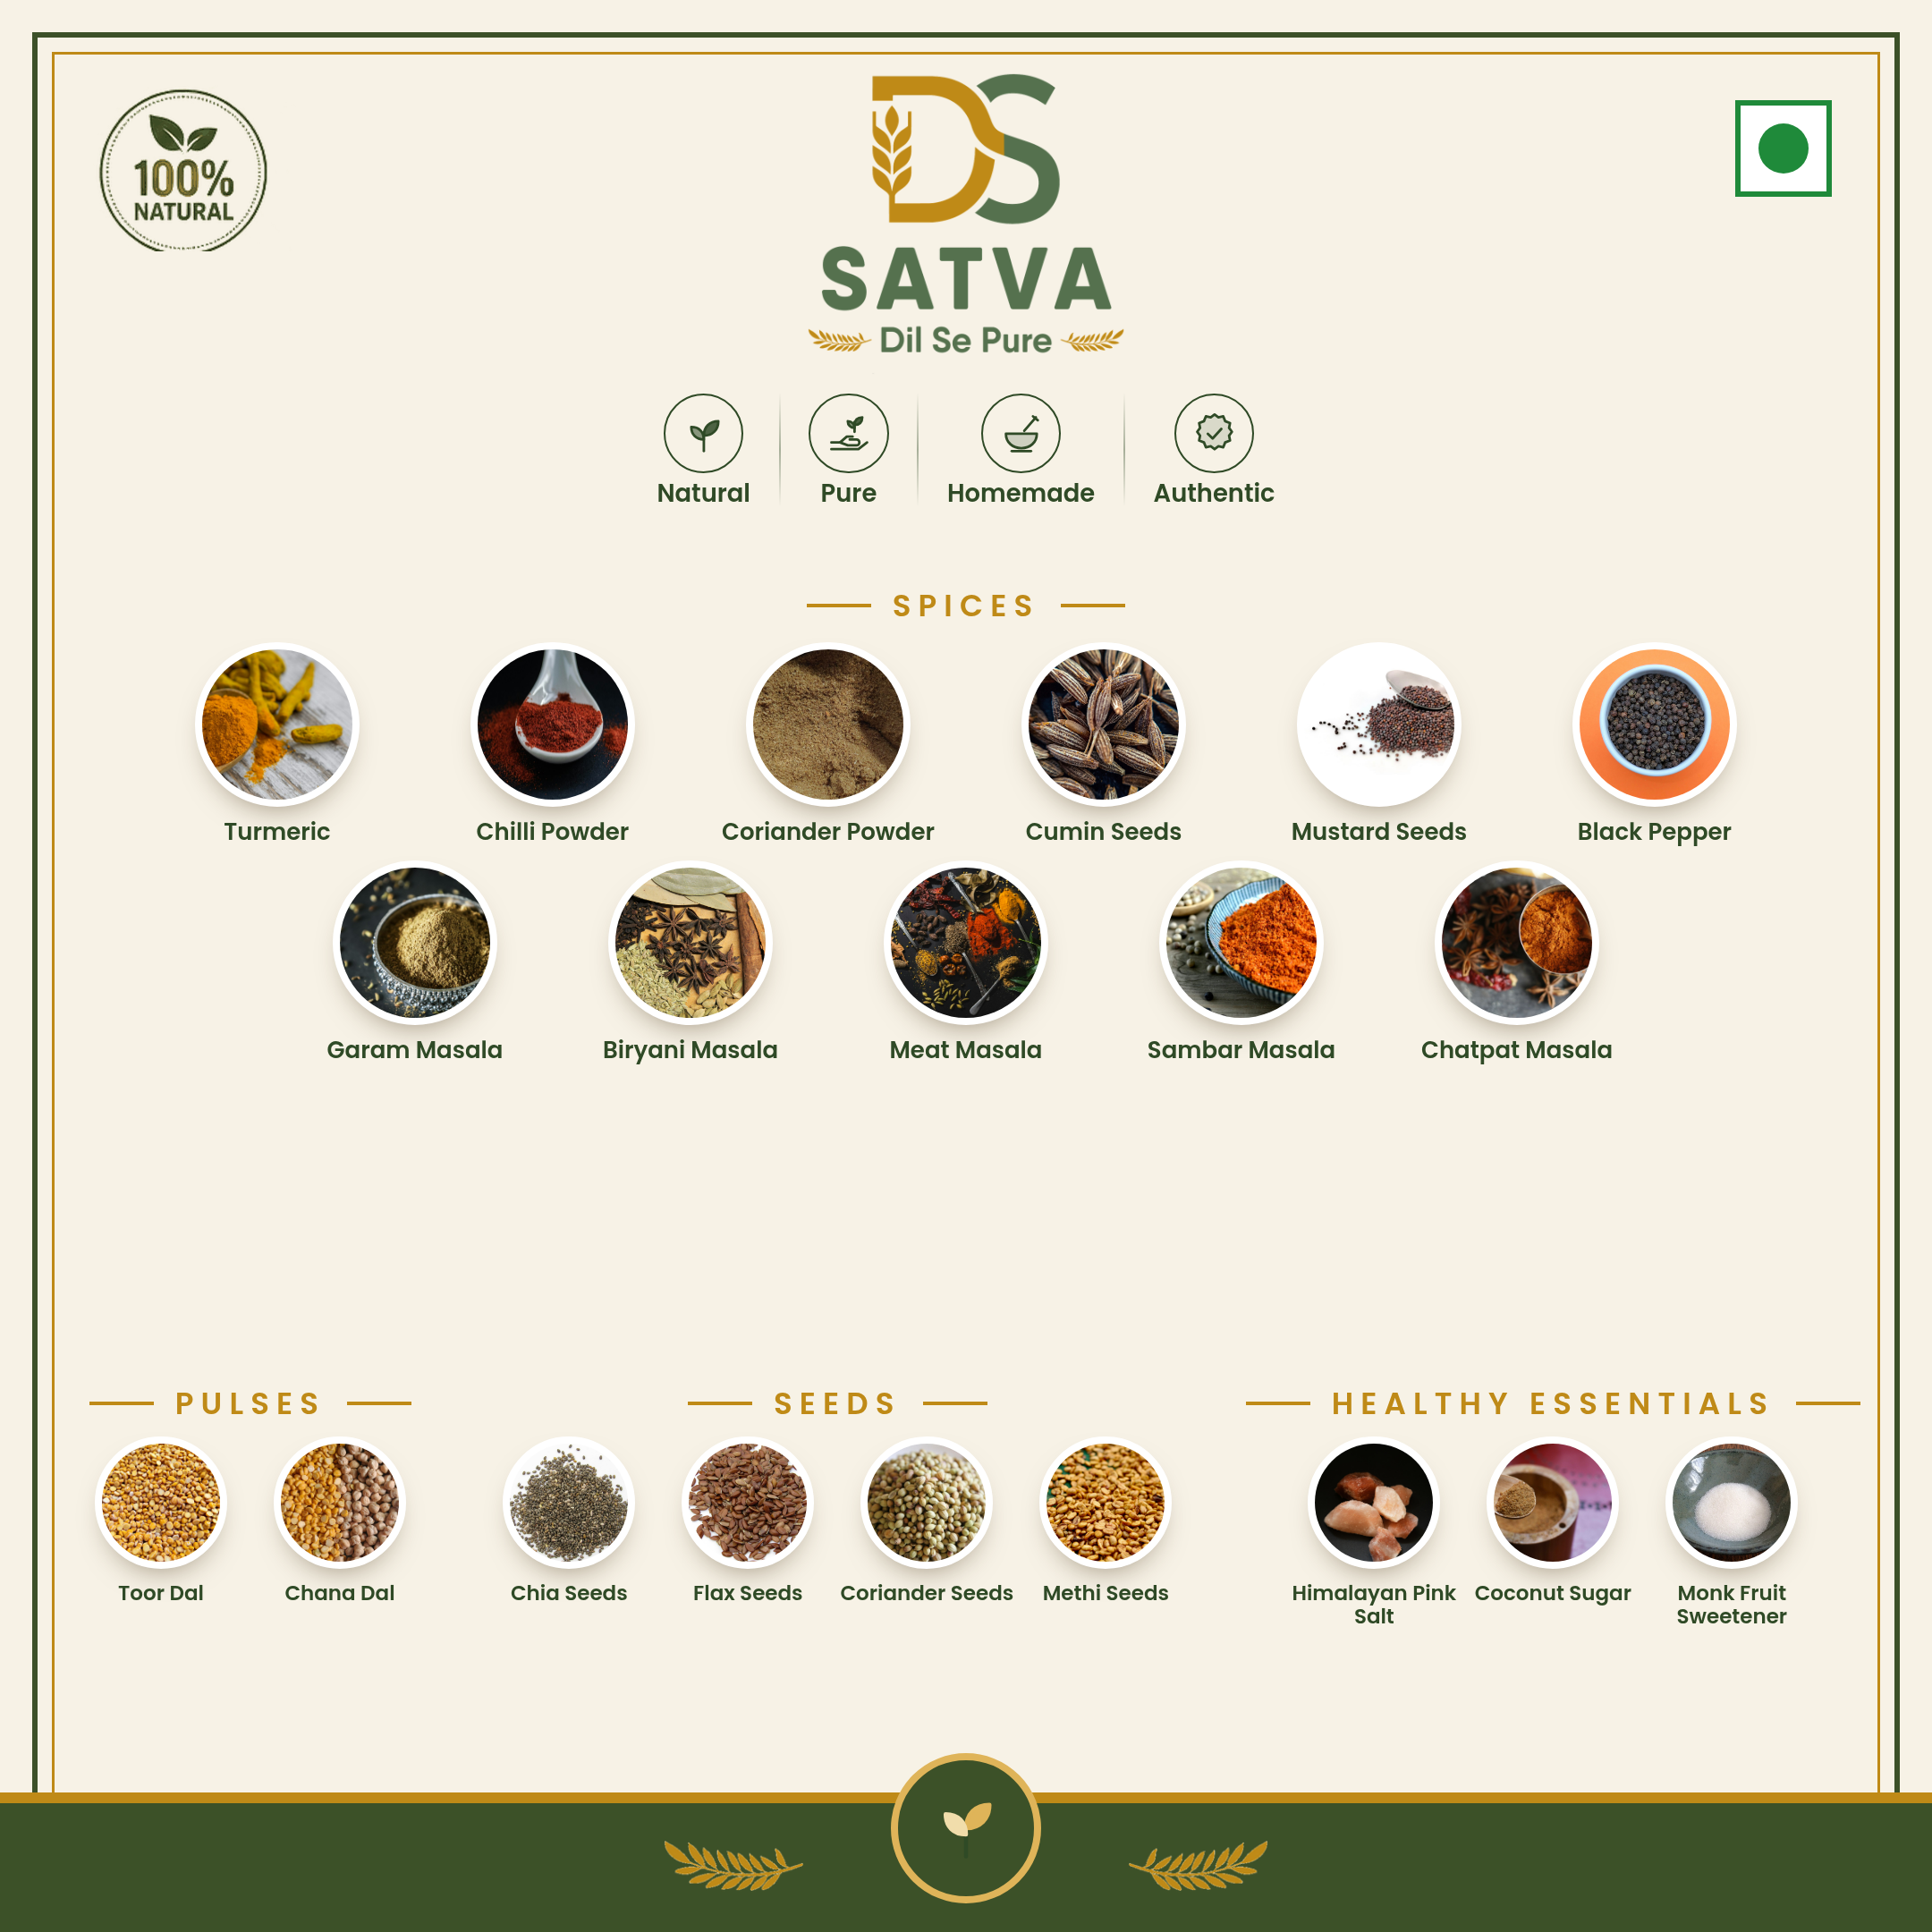 100%
NATURAL
DS
SATVA
Dil Se Pure
Natural Pure Homemade Authentic
SPICES
Turmeric Chilli Powder Coriander Powder Cumin Seeds Mustard Seeds Black Pepper
Garam Masala Biryani Masala Meat Masala Sambar Masala Chatpat Masala
PULSES SEEDS HEALTHY ESSENTIALS
Toor Dal Chana Dal Chia Seeds Flax Seeds Coriander Seeds Methi Seeds Himalayan Pink Coconut Sugar Monk Fruit
Salt Sweetener